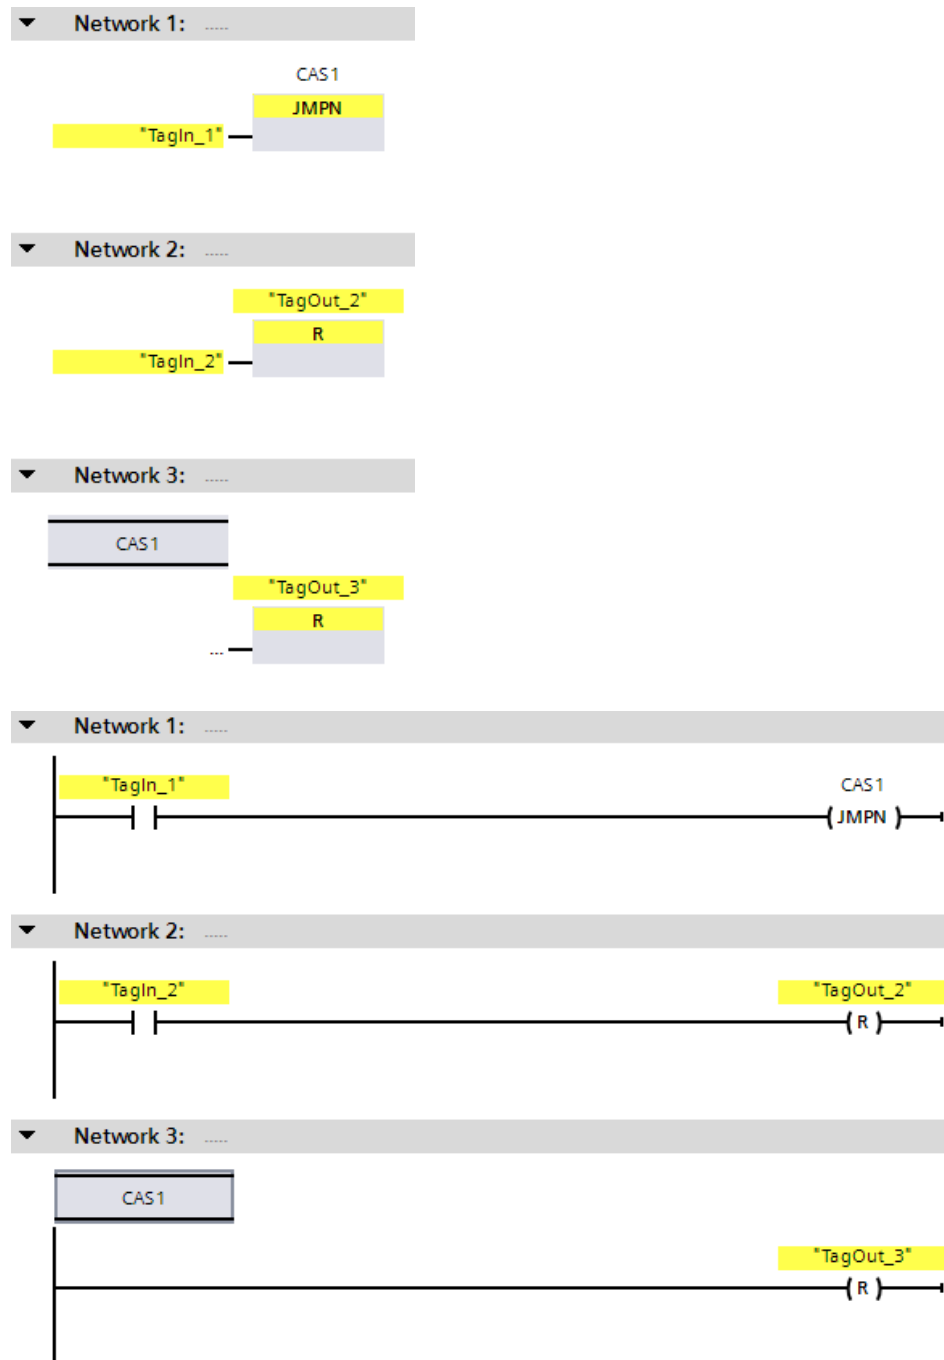 Network 1: .....
CAS1
JMPN
"TagIn_1"
Network 2: .....
"TagOut_2"
R
"TagIn_2"
Network 3: .....
CAS1
"TagOut_3"
R
...
Network 1: .....
"TagIn_1" CAS1
JMPN
Network 2: .....
"TagIn_2" "TagOut_2"
R
Network 3: .....
CAS1
"TagOut_3"
R